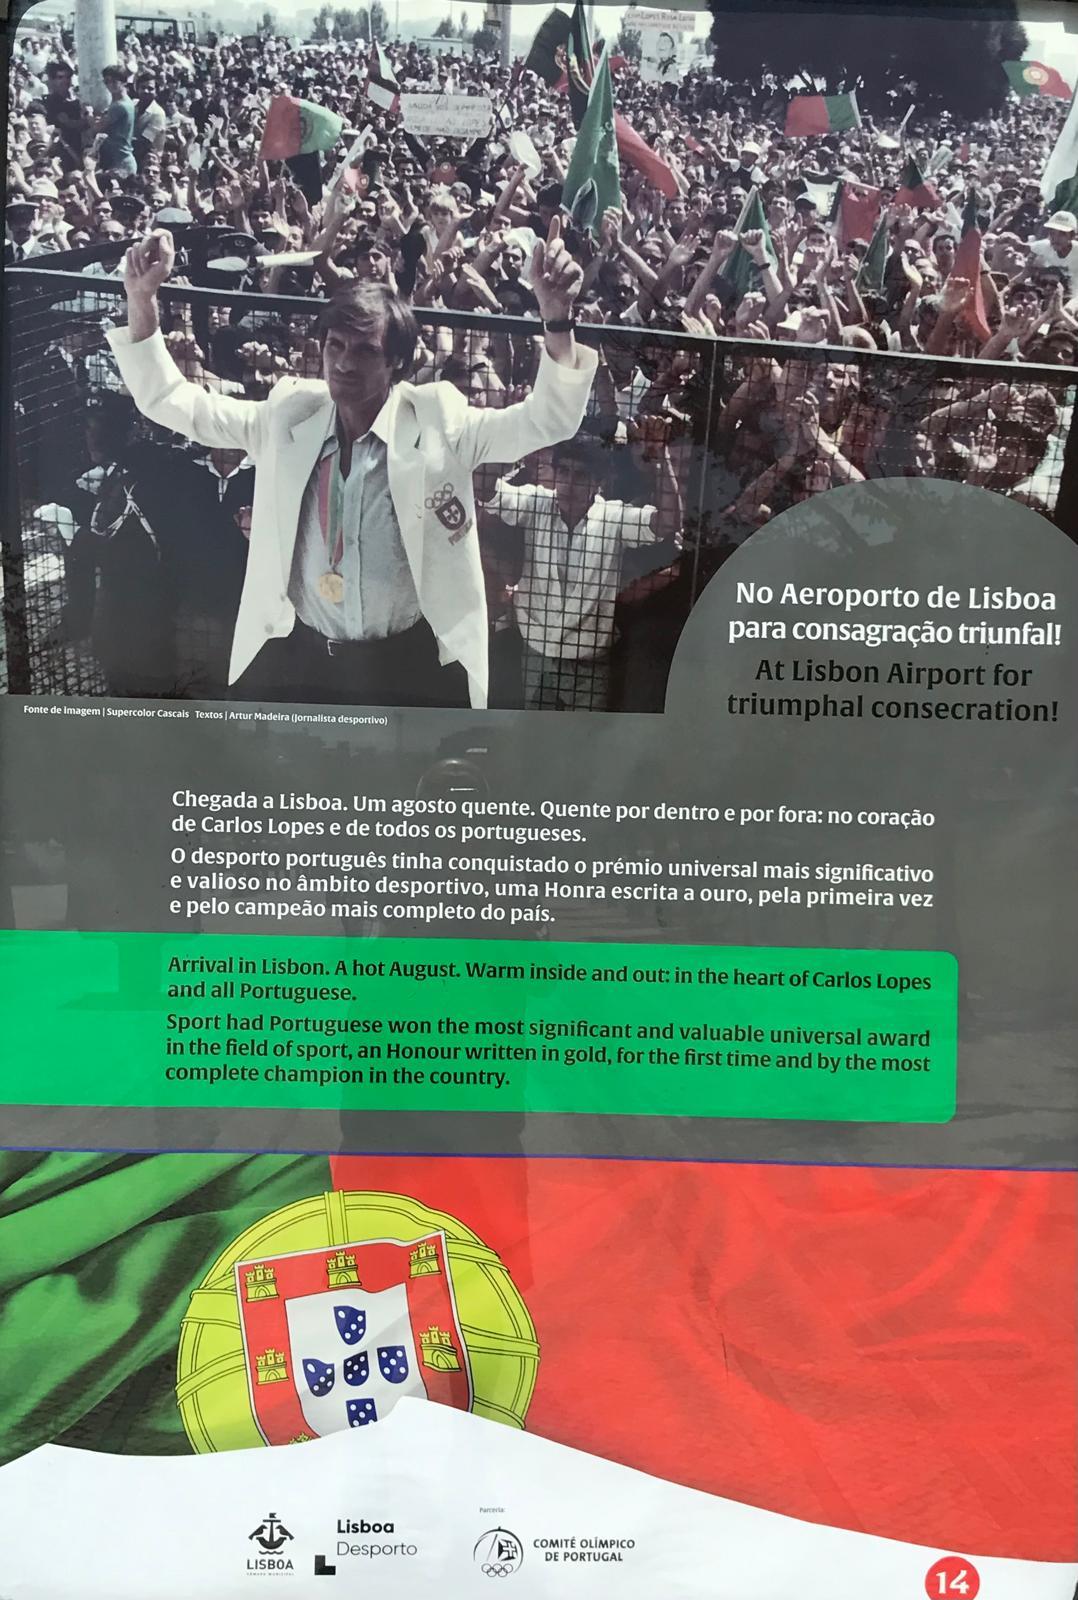 No Aeroporto de Lisboa
para consagração triunfal!
At Lisbon Airport for
triumphal consecration!
Fonte de imagem | Supercolor Cascais Textos | Artur Madeira (Jornalista desportivo)
Chegada a Lisboa. Um agosto quente. Quente por dentro e por fora: no coração
de Carlos Lopes e de todos os portugueses.
O desporto português tinha conquistado o prémio universal mais significativo
e valioso no âmbito desportivo, uma Honra escrita a ouro, pela primeira vez
e pelo campeão mais completo do país.
Arrival in Lisbon. A hot August. Warm inside and out: in the heart of Carlos Lopes
and all Portuguese.
Sport had Portuguese won the most significant and valuable universal award
in the field of sport, an Honour written in gold, for the first time and by the most
complete champion in the country.
LISBOA
CÂMARA MUNICIPAL
Lisboa
Desporto
Parceria:
COMITÉ OLÍMPICO
DE PORTUGAL
14